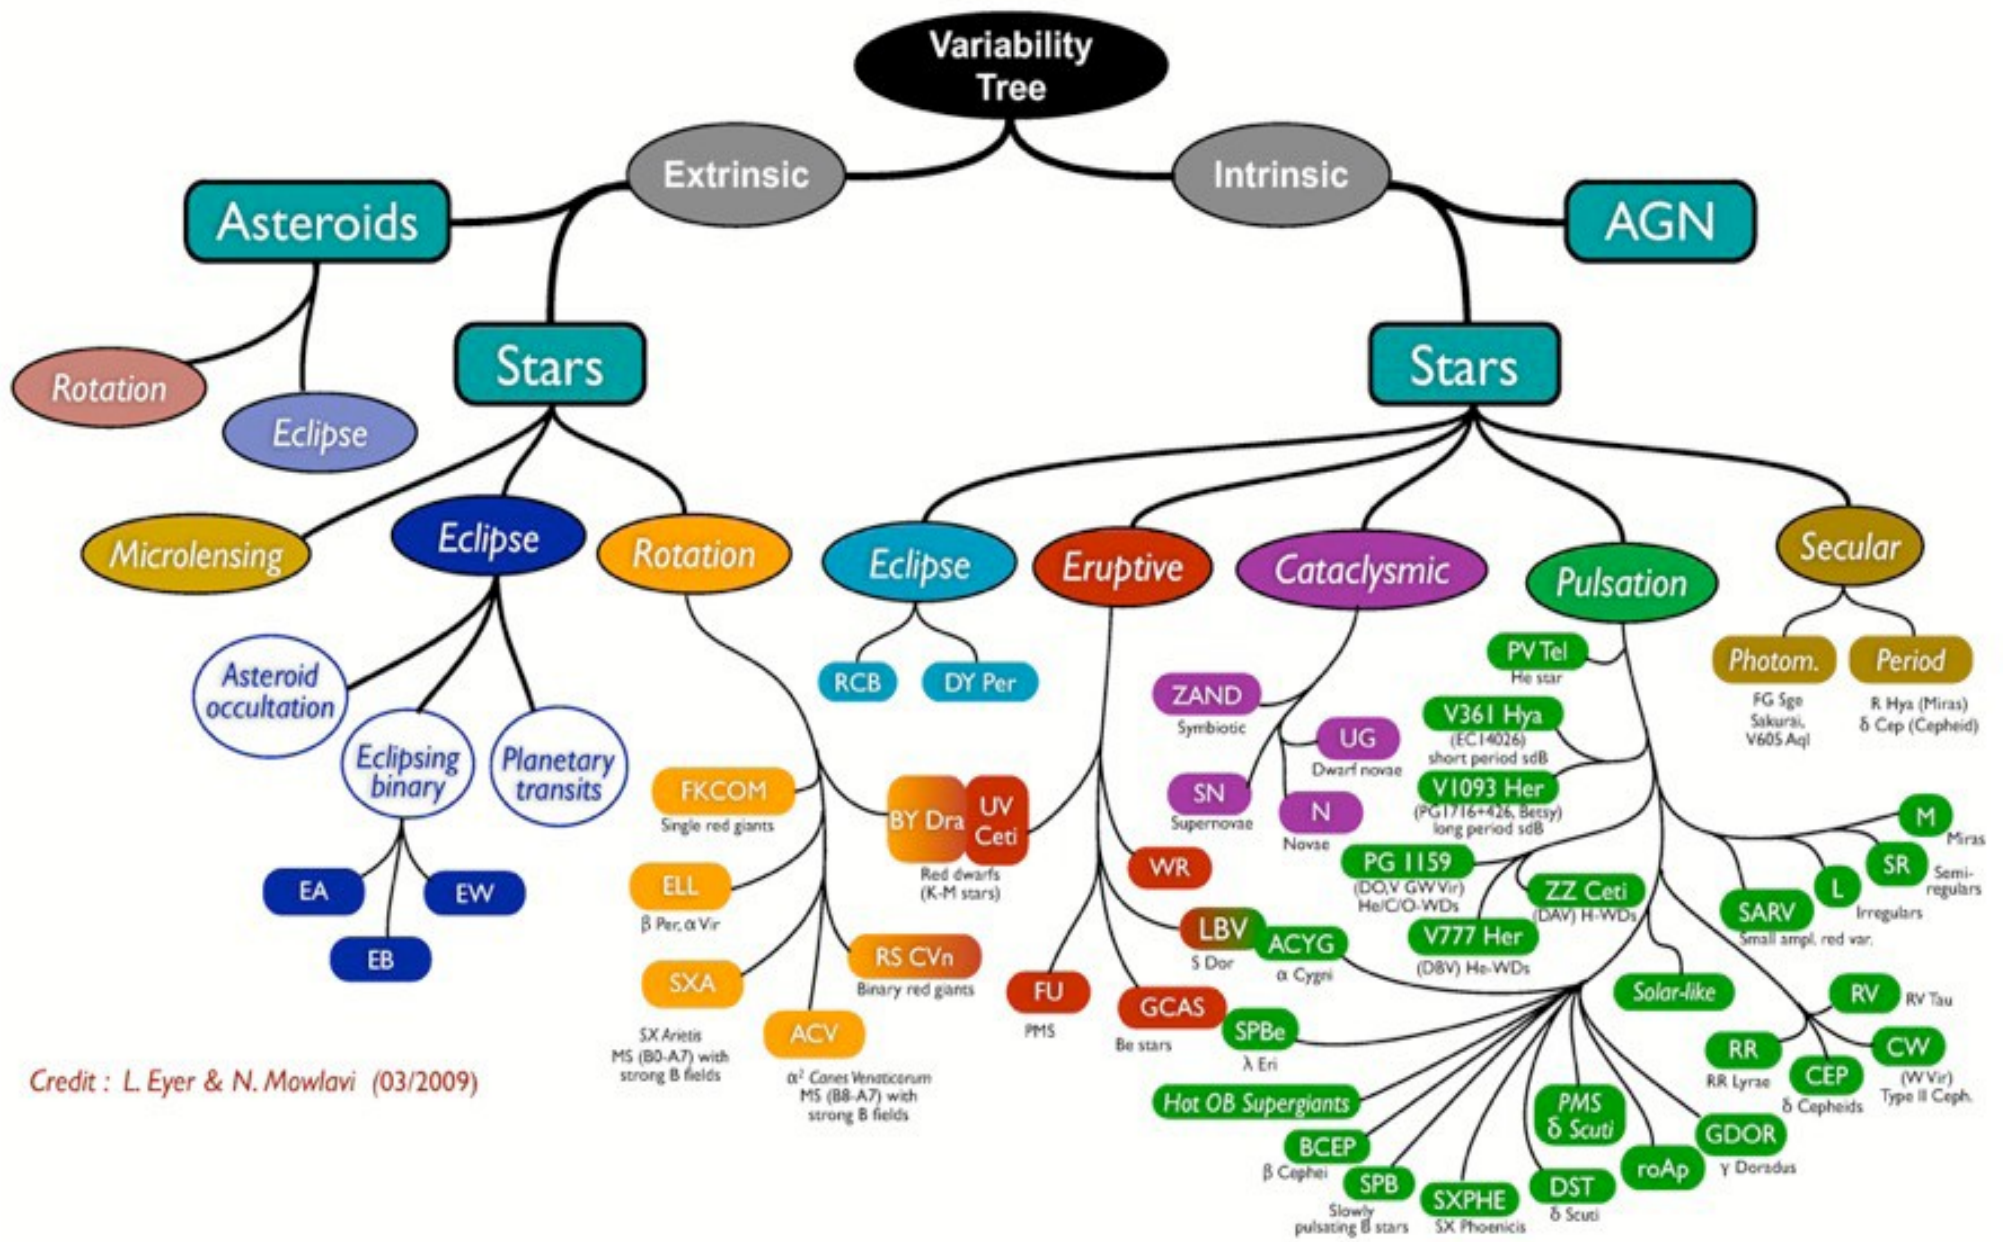 Variability
Tree
Extrinsic
Intrinsic
Asteroids
AGN
Rotation
Eclipse
Stars
Stars
Microlensing
Eclipse
Rotation
Eclipse
Eruptive
Cataclysmic
Pulsation
Secular
Asteroid
occultation
Eclipsing
binary
Planetary
transits
EA
EB
EW
FKCOM
Single red giants
ELL
β Per, α Vir
SXA
SX Arietis
MS (B0-A7) with
strong B fields
ACV
α² Canes Venaticorum
MS (B8-A7) with
strong B fields
RS CVn
Binary red giants
BY Dra
UV
Ceti
Red dwarfs
(K-M stars)
RCB
DY Per
FU
PMS
GCAS
Be stars
WR
LBV
S Dor
ZAND
Symbiotic
SN
Supernovae
UG
Dwarf novae
N
Novae
PV Tel
He star
V361 Hya
(EC14026)
short period sdB
V1093 Her
(PG1716+426, Betsy)
long period sdB
PG 1159
(DO,V GW Vir)
He/C/O-WDs
ZZ Ceti
(DAV) H-WDs
V777 Her
(DBV) He-WDs
ACYG
α Cygni
SPBe
λ Eri
Hot OB Supergiants
BCEP
β Cephei
SPB
Slowly
pulsating B stars
SXPHE
SX Phoenicis
DST
δ Scuti
PMS
δ Scuti
roAp
GDOR
γ Doradus
Solar-like
RR
RR Lyrae
CEP
δ Cepheids
RV
RV Tau
CW
(W Vir)
Type II Ceph.
SARV
Small ampl. red var.
L
Irregulars
SR
Semi-
regulars
M
Miras
Photom.
FG Sge
Sakurai,
V605 Aql
Period
R Hya (Miras)
δ Cep (Cepheid)
Credit : L. Eyer & N. Mowlavi (03/2009)